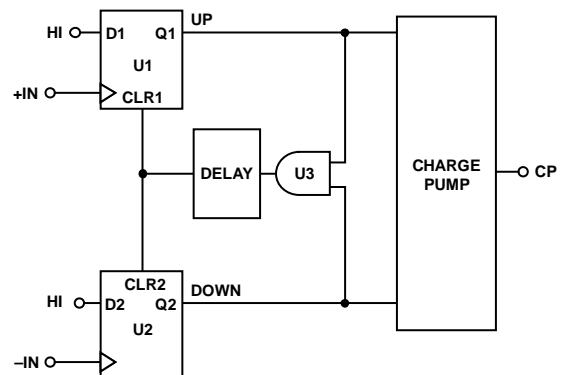 UP
HI
D1
Q1
U1
+IN
CLR1
DELAY
U3
CHARGE
PUMP
CP
CLR2
DOWN
HI
D2
Q2
U2
–IN